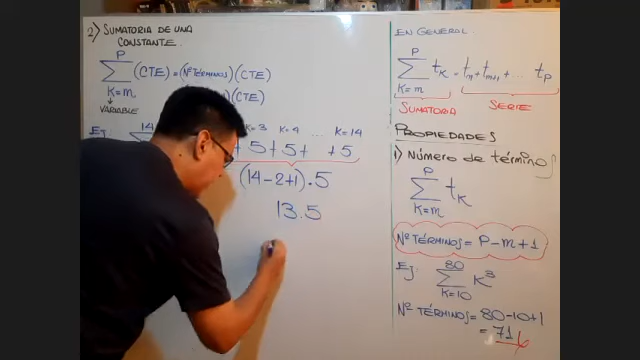 2) SUMATORIA DE UNA
CONSTANTE.
P
∑ (CTE) = (Nº TÉRMINOS)(CTE)
K=m
)(CTE)
VARIABLE
Ej. 14
K=3 K=4 ... K=14
+ 5 + 5 + +5
(14-2+1).5
13.5
EN GENERAL.
P
∑ tK = tm + tm+1 + ... tP
K=m
SUMATORIA SERIE
PROPIEDADES
1) Número de términos
P
∑ tK
K=m
Nº TÉRMINOS = P-m+1
Ej. 80
∑ K³
K=10
Nº TÉRMINOS = 80-10+1
= 71